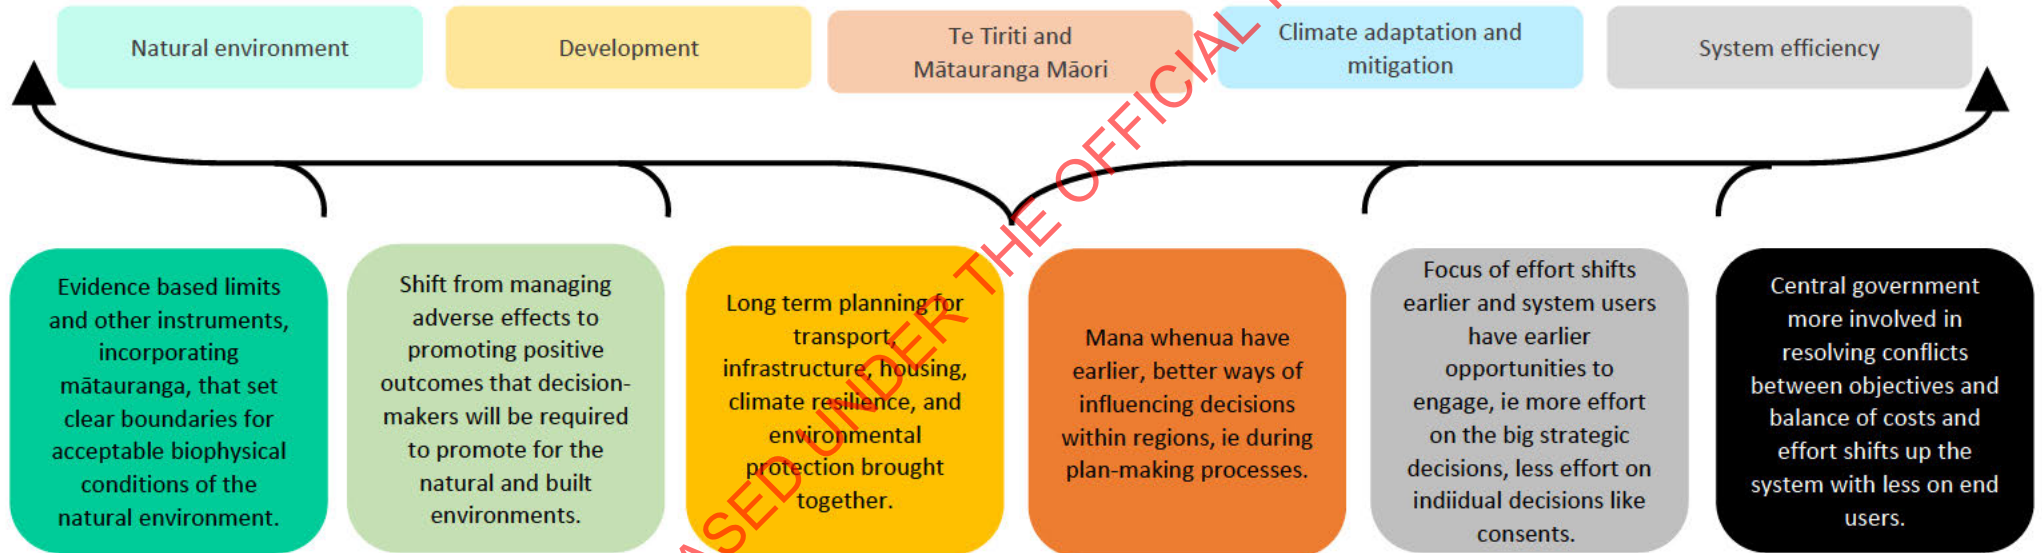 Natural environment
Development
Te Tiriti and
Mātauranga Māori
Climate adaptation and
mitigation
System efficiency
Evidence based limits
and other instruments,
incorporating
mātauranga, that set
clear boundaries for
acceptable biophysical
conditions of the
natural environment.
Shift from managing
adverse effects to
promoting positive
outcomes that decision-
makers will be required
to promote for the
natural and built
environments.
Long term planning for
transport,
infrastructure, housing,
climate resilience, and
environmental
protection brought
together.
Mana whenua have
earlier, better ways of
influencing decisions
within regions, ie during
plan-making processes.
Focus of effort shifts
earlier and system users
have earlier
opportunities to
engage, ie more effort
on the big strategic
decisions, less effort on
indiidual decisions like
consents.
Central government
more involved in
resolving conflicts
between objectives and
balance of costs and
effort shifts up the
system with less on end
users.
ASED UNDER THE OFFICIAL